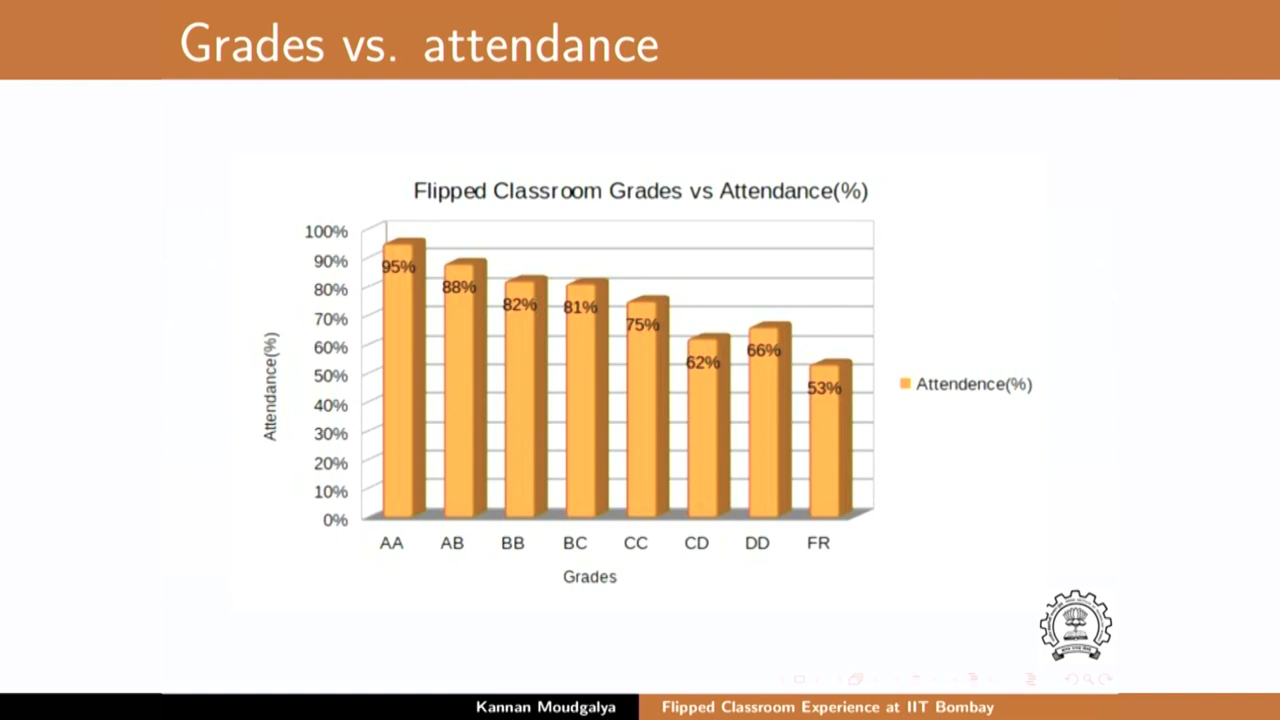 Grades vs. attendance
Flipped Classroom Grades vs Attendance(%)
100%
90%
80%
70%
60%
50%
40%
30%
20%
10%
0%
Attendance(%)
95%
88%
82%
81%
75%
62%
66%
53%
Attendence(%)
AA AB BB BC CC CD DD FR
Grades
Kannan Moudgalya Flipped Classroom Experience at IIT Bombay